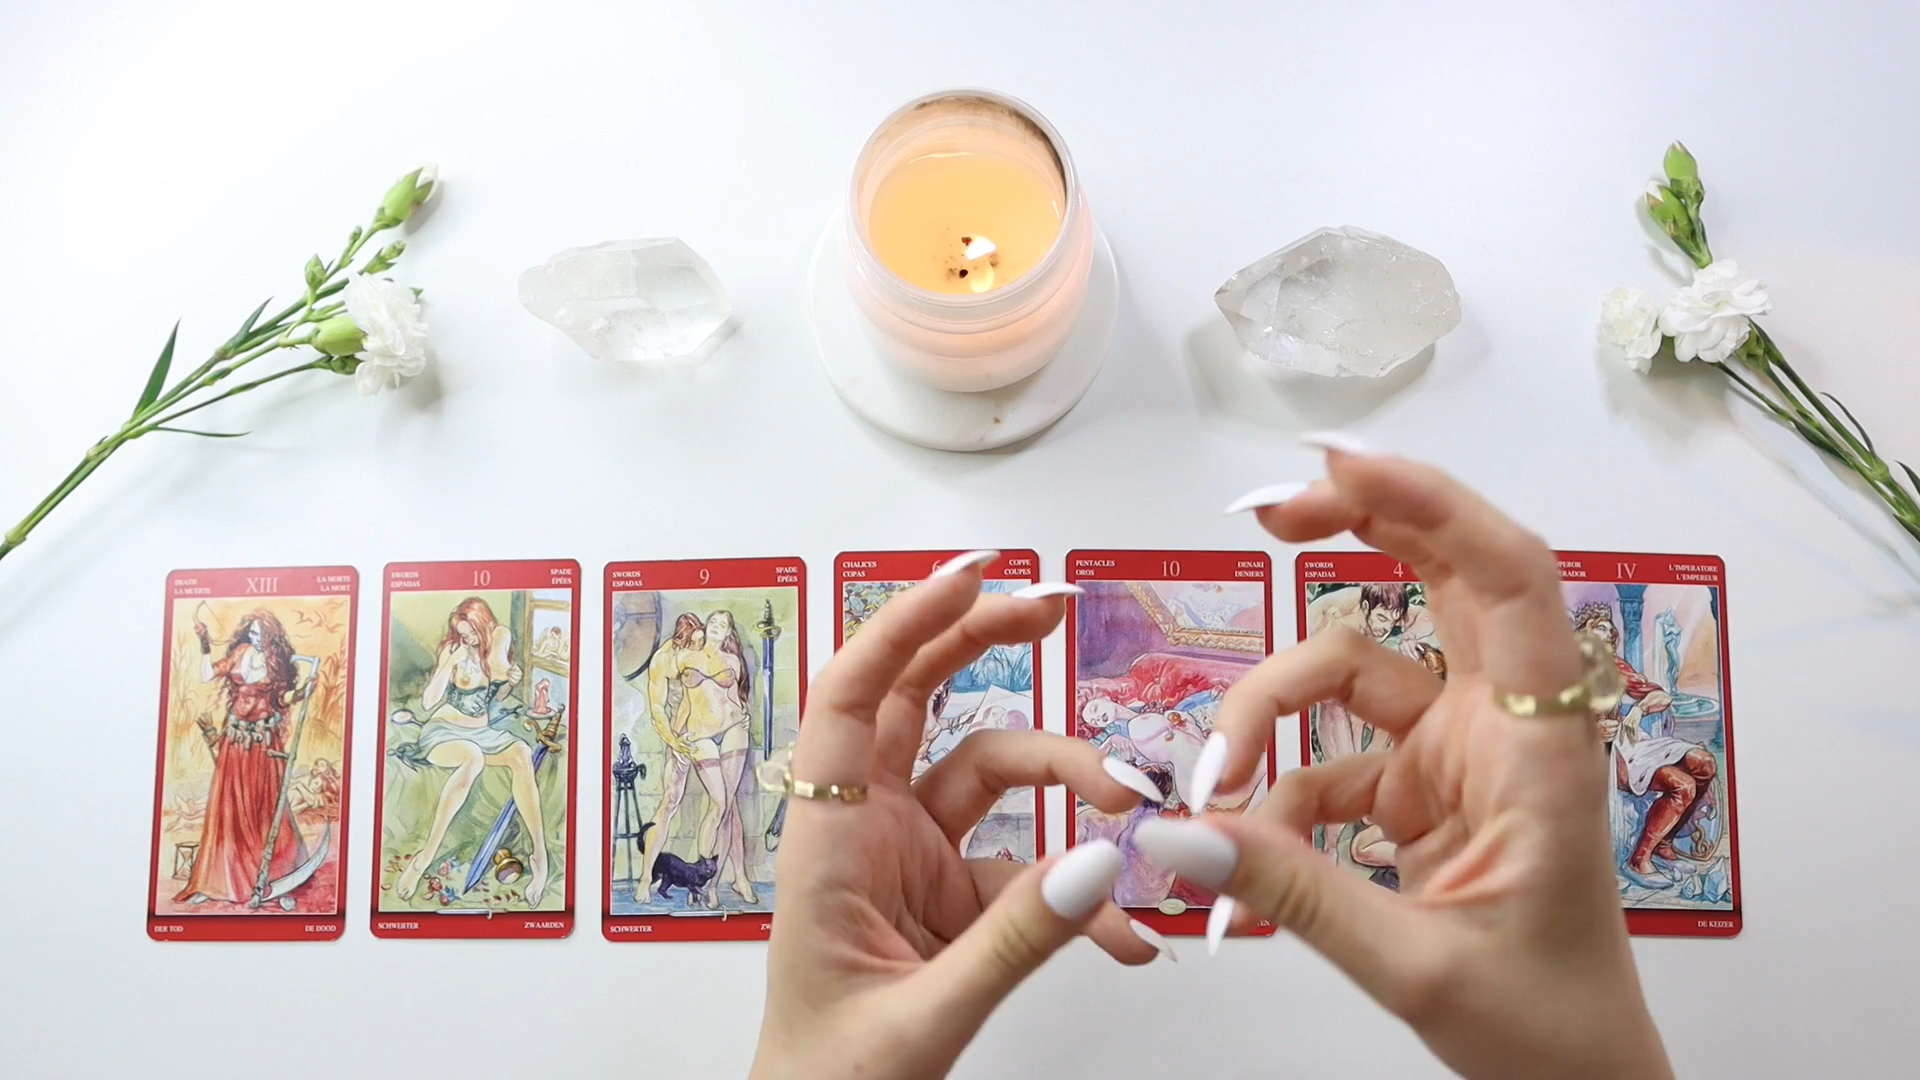 DEATH
LA MUERTE
XIII
LA MORTE
LA MORT
DER TOD
DE DOOD
SWORDS
ESPADAS
10
SPADE
ÉPÉES
SCHWERTER
ZWAARDEN
SWORDS
ESPADAS
9
SPADE
ÉPÉES
SCHWERTER
CHALICES
COPAS
COPPE
COUPES
PENTACLES
OROS
10
DENARI
DENIERS
SWORDS
ESPADAS
4
IV
L'IMPERATORE
L'EMPEREUR
DE KEIZER